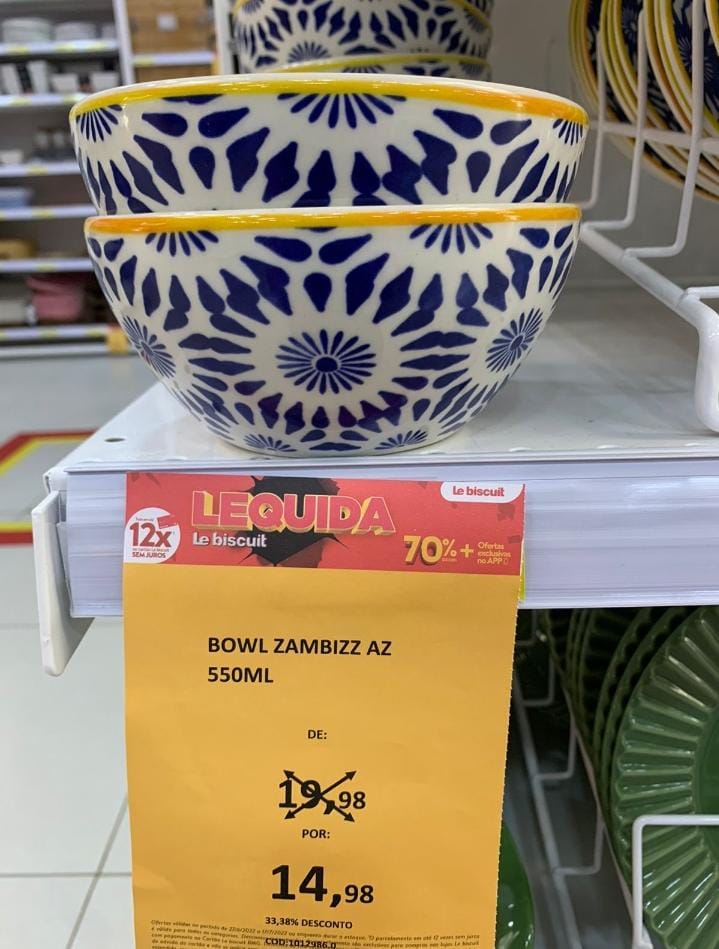 Le biscuit
LEQUIDA
12x
SEM JUROS
Le biscuit
70% +
Ofertas
exclusivas
no APP
BOWL ZAMBIZZ AZ
550ML
DE:
19,98
POR:
14,98
33,38% DESCONTO
COD:1012986.0